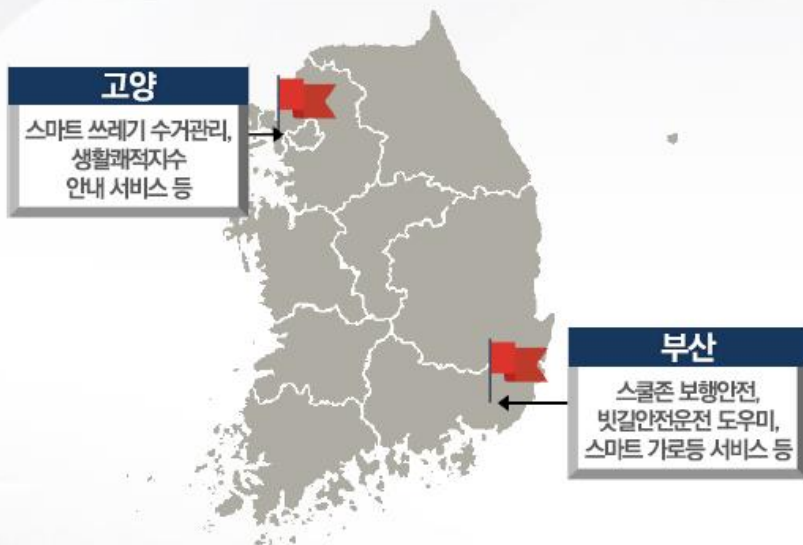 고양
스마트 쓰레기 수거관리,
생활쾌적지수
안내 서비스 등
부산
스쿨존 보행안전,
빗길안전운전 도우미,
스마트 가로등 서비스 등